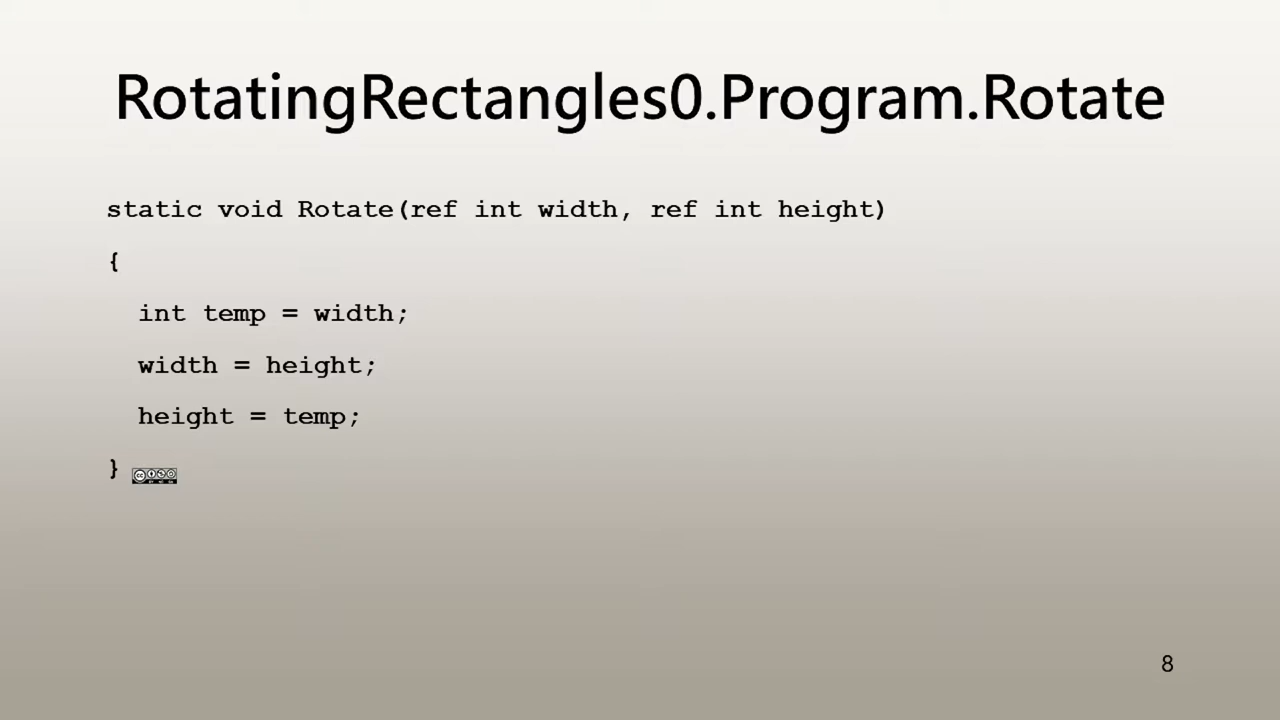 RotatingRectangles0.Program.Rotate
static void Rotate(ref int width, ref int height)
{
int temp = width;
width = height;
height = temp;
}
8